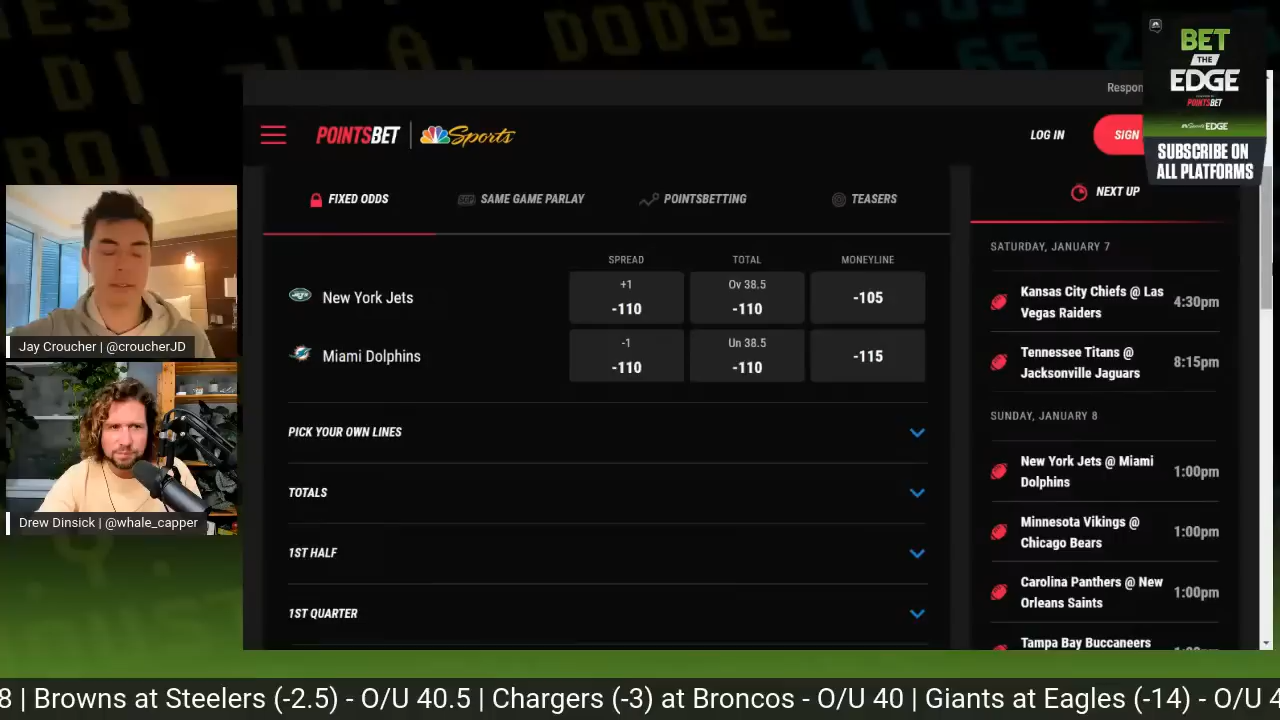 DODGE
BET
THE
EDGE
POINTSBET
EDGE
SUBSCRIBE ON
ALL PLATFORMS
Respon
POINTSBET | Sports
LOG IN
SIGN
FIXED ODDS
SAME GAME PARLAY
POINTSBETTING
TEASERS
NEXT UP
SPREAD
TOTAL
MONEYLINE
New York Jets
+1
-110
Ov 38.5
-110
-105
Miami Dolphins
-1
-110
Un 38.5
-110
-115
PICK YOUR OWN LINES
TOTALS
1ST HALF
1ST QUARTER
SATURDAY, JANUARY 7
Kansas City Chiefs @ Las
Vegas Raiders
4:30pm
Tennessee Titans @
Jacksonville Jaguars
8:15pm
SUNDAY, JANUARY 8
New York Jets @ Miami
Dolphins
1:00pm
Minnesota Vikings @
Chicago Bears
1:00pm
Carolina Panthers @ New
Orleans Saints
1:00pm
Tampa Bay Buccaneers
Jay Croucher | @croucherJD
Drew Dinsick | @whale_capper
8 | Browns at Steelers (-2.5) - O/U 40.5 | Chargers (-3) at Broncos - O/U 40 | Giants at Eagles (-14) - O/U 4